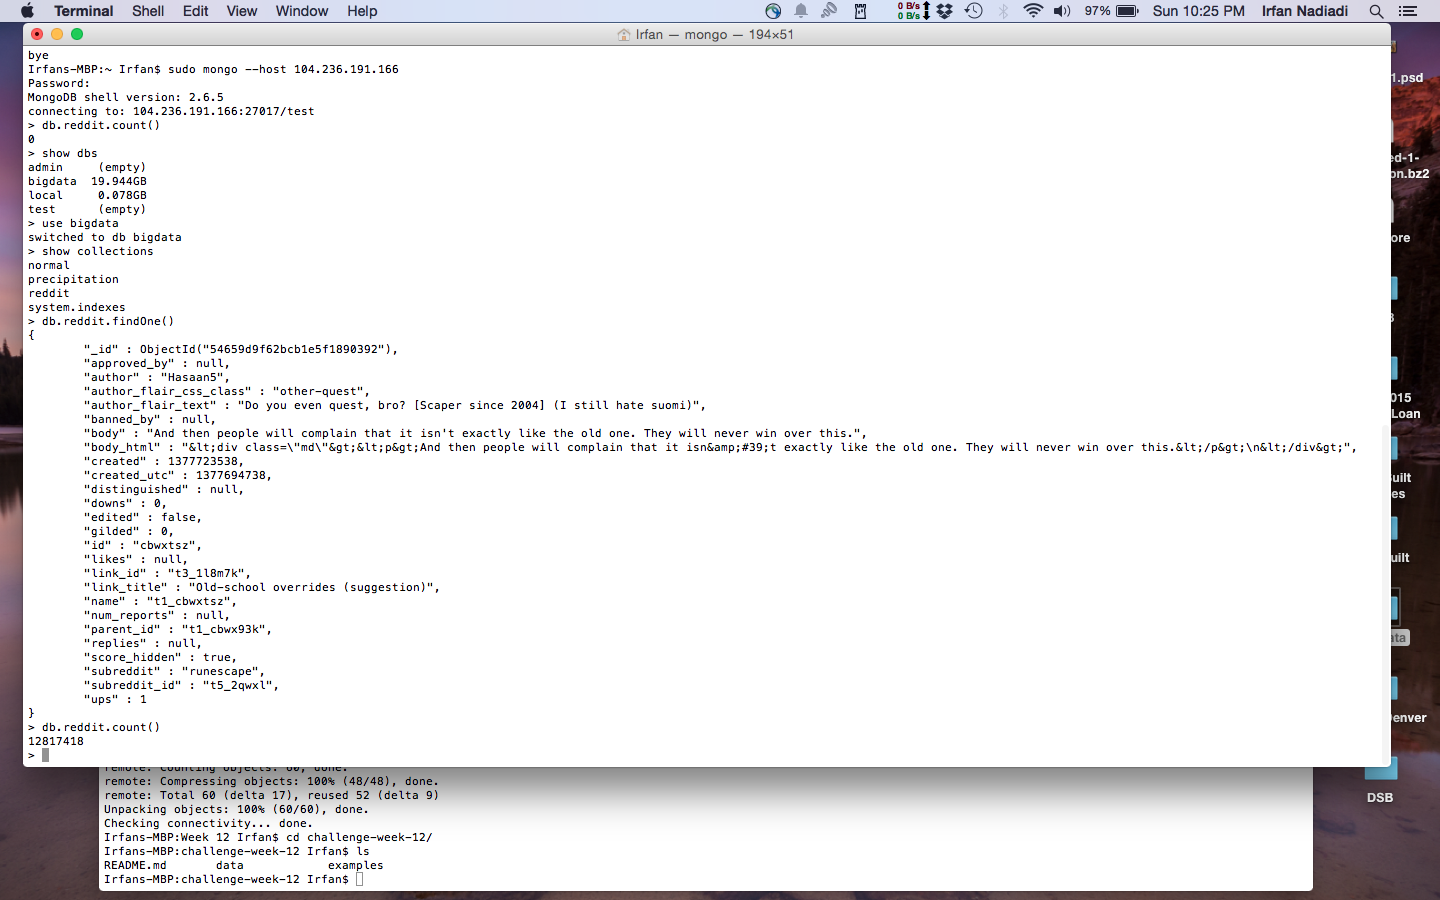 Terminal Shell Edit View Window Help 0 B/s 0 B/s 97% Sun 10:25 PM Irfan Nadiadi
Irfan — mongo — 194×51
bye
Irfans-MBP:~ Irfan$ sudo mongo --host 104.236.191.166
Password:
MongoDB shell version: 2.6.5
connecting to: 104.236.191.166:27017/test
> db.reddit.count()
0
> show dbs
admin     (empty)
bigdata  19.944GB
local     0.078GB
test      (empty)
> use bigdata
switched to db bigdata
> show collections
normal
precipitation
reddit
system.indexes
> db.reddit.findOne()
{
"_id" : ObjectId("54659d9f62bcb1e5f1890392"),
"approved_by" : null,
"author" : "Hasaan5",
"author_flair_css_class" : "other-quest",
"author_flair_text" : "Do you even quest, bro? [Scaper since 2004] (I still hate suomi)",
"banned_by" : null,
"body" : "And then people will complain that it isn't exactly like the old one. They will never win over this.",
"body_html" : "&lt;div class=\"md\"&gt;&lt;p&gt;And then people will complain that it isn&amp;#39;t exactly like the old one. They will never win over this.&lt;/p&gt;\n&lt;/div&gt;",
"created" : 1377723538,
"created_utc" : 1377694738,
"distinguished" : null,
"downs" : 0,
"edited" : false,
"gilded" : 0,
"id" : "cbwxtsz",
"likes" : null,
"link_id" : "t3_1l8m7k",
"link_title" : "Old-school overrides (suggestion)",
"name" : "t1_cbwxtsz",
"num_reports" : null,
"parent_id" : "t1_cbwx93k",
"replies" : null,
"score_hidden" : true,
"subreddit" : "runescape",
"subreddit_id" : "t5_2qwxl",
"ups" : 1
}
> db.reddit.count()
12817418
>
remote: Counting objects: 60, done.
remote: Compressing objects: 100% (48/48), done.
remote: Total 60 (delta 17), reused 52 (delta 9)
Unpacking objects: 100% (60/60), done.
Checking connectivity... done.
Irfans-MBP:Week 12 Irfan$ cd challenge-week-12/
Irfans-MBP:challenge-week-12 Irfan$ ls
README.md       data            examples
Irfans-MBP:challenge-week-12 Irfan$
1.psd
ed-1-
on.bz2
ore
015
Loan
uilt
es
uilt
ata
enver
DSB